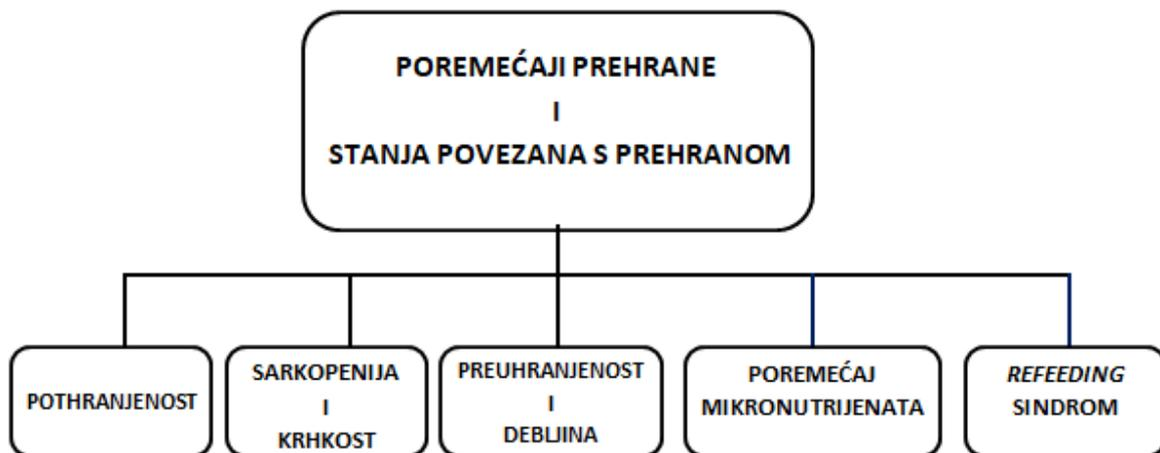 POREMEĆAJI PREHRANE
I
STANJA POVEZANA S PREHRANOM
POTHRANJENOST
SARKOPENIJA
I
KRHKOST
PREUHRANJENOST
I
DEBLJINA
POREMEĆAJ
MIKRONUTRIJENATA
REFEEDING
SINDROM